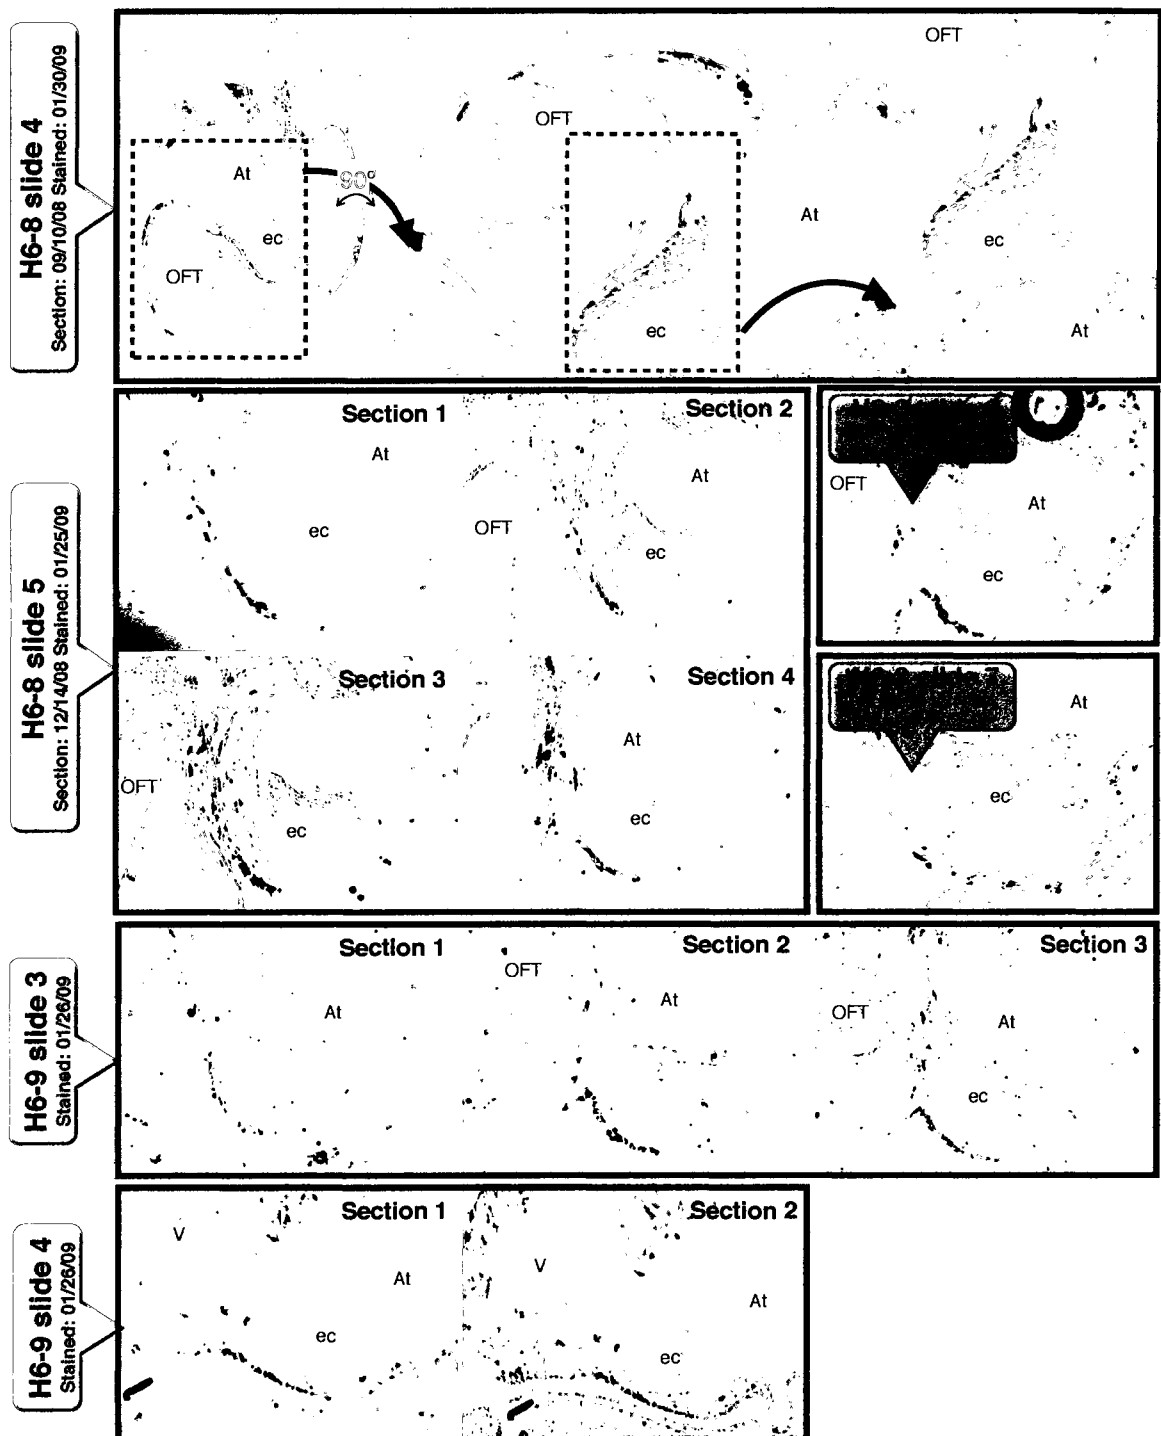 H6-8 slide 4
Section: 09/10/08 Stained: 01/30/09
At
ec
OFT
90°
OFT
ec
At
OFT
ec
At
H6-8 slide 5
Section: 12/14/08 Stained: 01/25/09
Section 1
At
ec
Section 2
At
OFT
ec
OFT
At
ec
Section 3
OFT
ec
Section 4
At
ec
At
ec
H6-9 slide 3
Stained: 01/26/09
Section 1
At
Section 2
OFT
At
Section 3
OFT
At
ec
H6-9 slide 4
Stained: 01/26/09
Section 1
V
At
ec
Section 2
V
At
ec